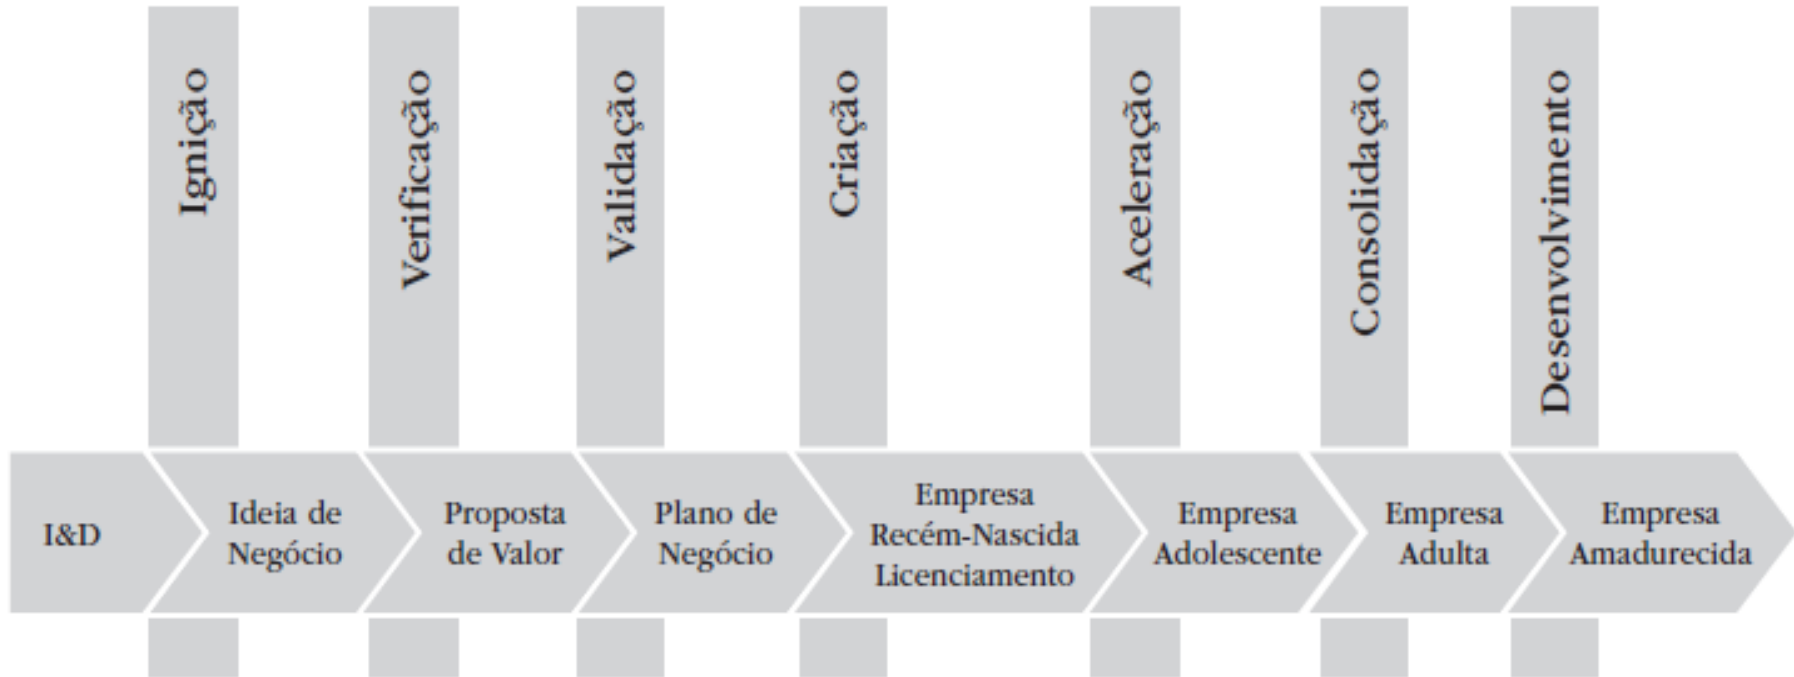 Ignição
Verificação
Validação
Criação
Aceleração
Consolidação
Desenvolvimento
I&D
Ideia de
Negócio
Proposta
de Valor
Plano de
Negócio
Empresa
Recém-Nascida
Licenciamento
Empresa
Adolescente
Empresa
Adulta
Empresa
Amadurecida